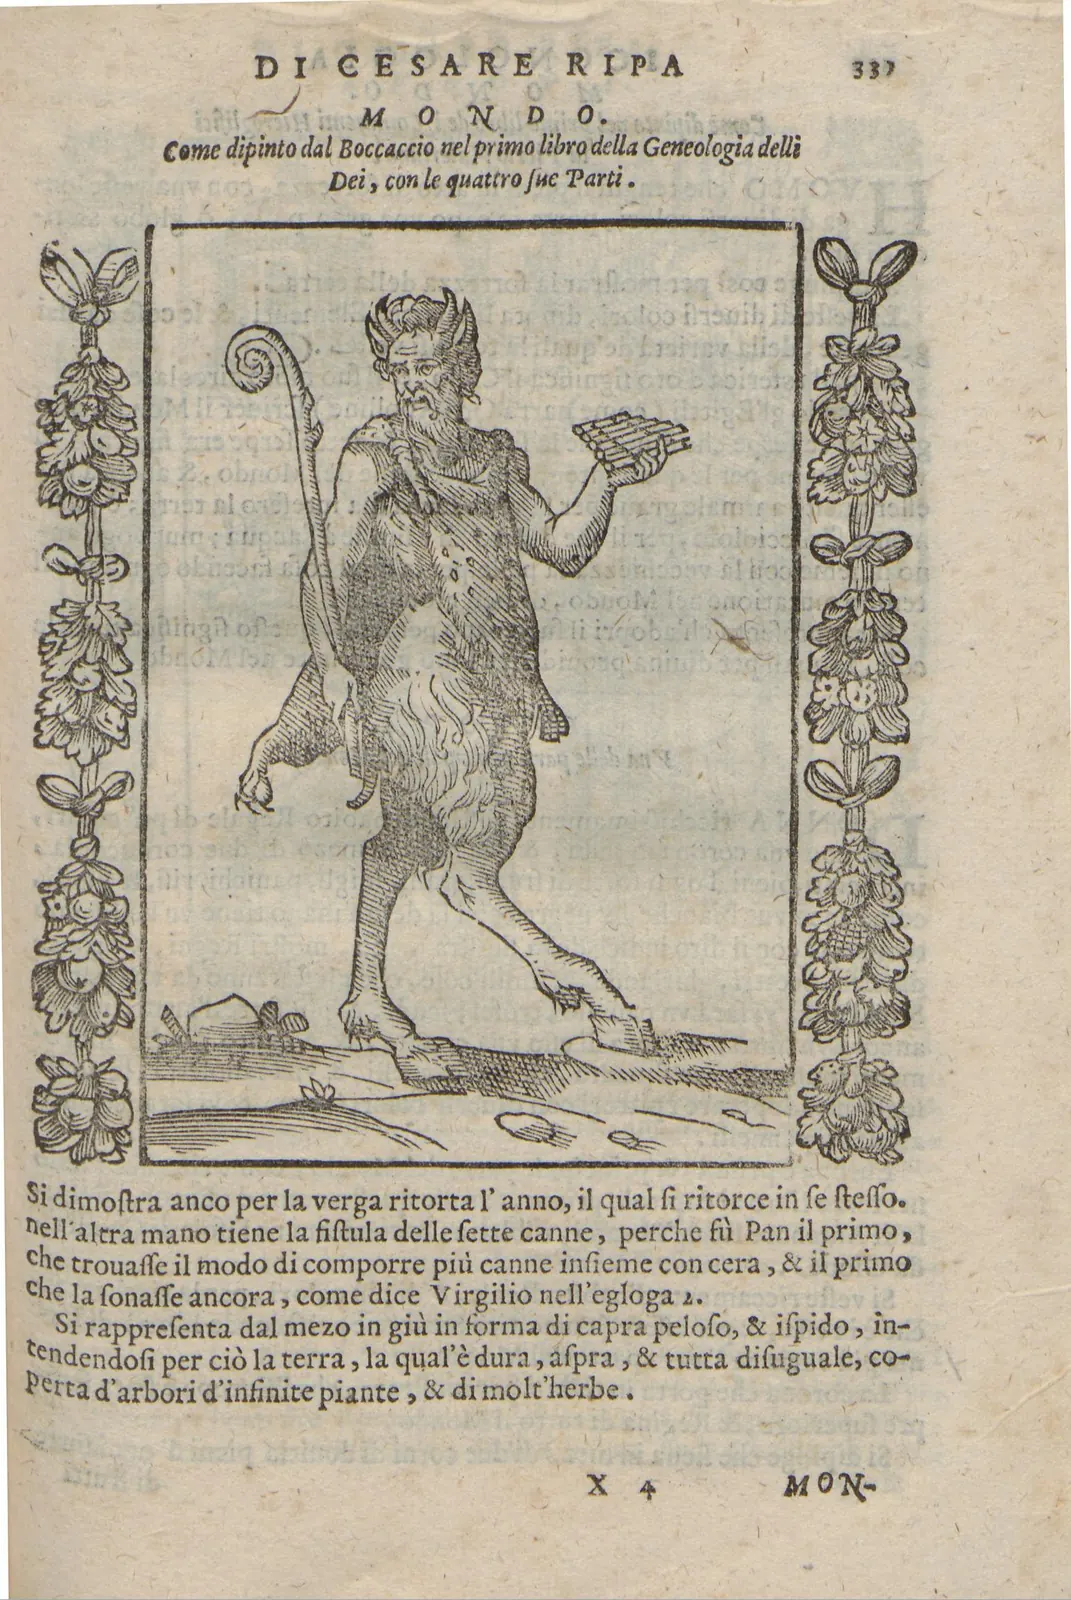 DI CESARE RIPA 337
MONDO.
Come dipinto dal Boccaccio nel primo libro della Geneologia delli
Dei, con le quattro ſue Parti.
Si dimoſtra anco per la verga ritorta l'anno, il qual ſi ritorce in ſe ſteſſo.
nell'altra mano tiene la fiſtula delle ſette canne, perche fù Pan il primo,
che trouaſſe il modo di comporre più canne inſieme con cera, & il primo
che la ſonaſſe ancora, come dice Virgilio nell'egloga 2.
Si rappreſenta dal mezo in giù in forma di capra peloſo, & iſpido, in-
tendendoſi per ciò la terra, la qual'è dura, aſpra, & tutta diſuguale, co-
perta d'arbori d'infinite piante, & di molt'herbe.
X 4 MON-